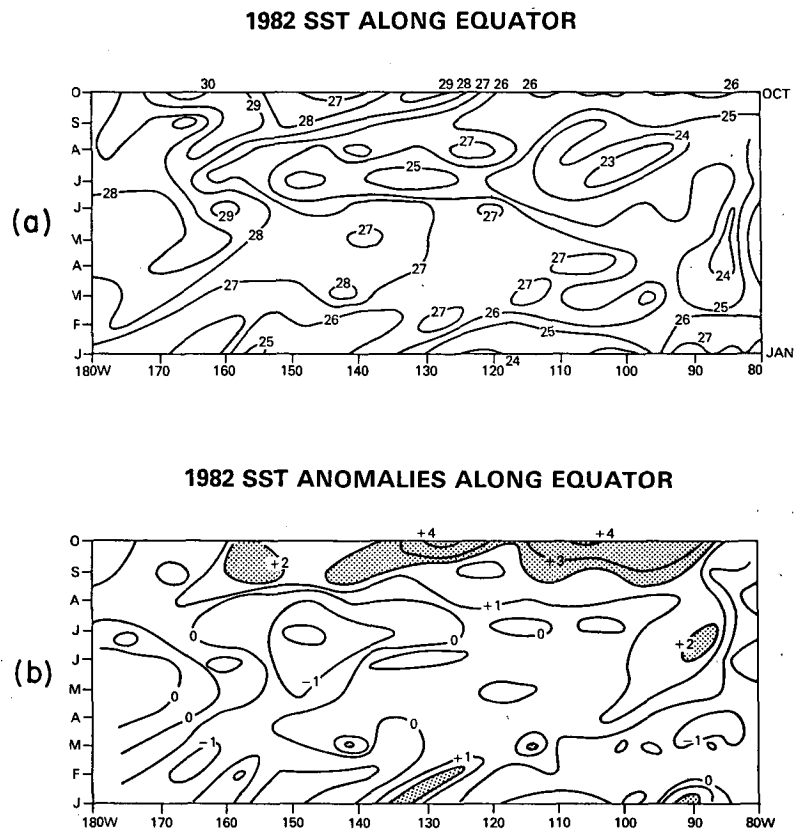 1982 SST ALONG EQUATOR
30 29 28 27 26 26 26
O 29 27 OCT
28 25
S
A 27 27 24
25 23
J
28
J 29 27
(a)
28 27
M
A 27 27 24
27 28 27
M 25
26 27 26 26
F 25 27
25
J JAN
24
180W 170 160 150 140 130 120 110 100 90 80
1982 SST ANOMALIES ALONG EQUATOR
+4 +4
O
+2 +3
S
A +1
0 0 0
J +2
J
(b) -1
0
M
A 0 0
M -1 +1 -1
F 0
J
180W 170 160 150 140 130 120 110 100 90 80W